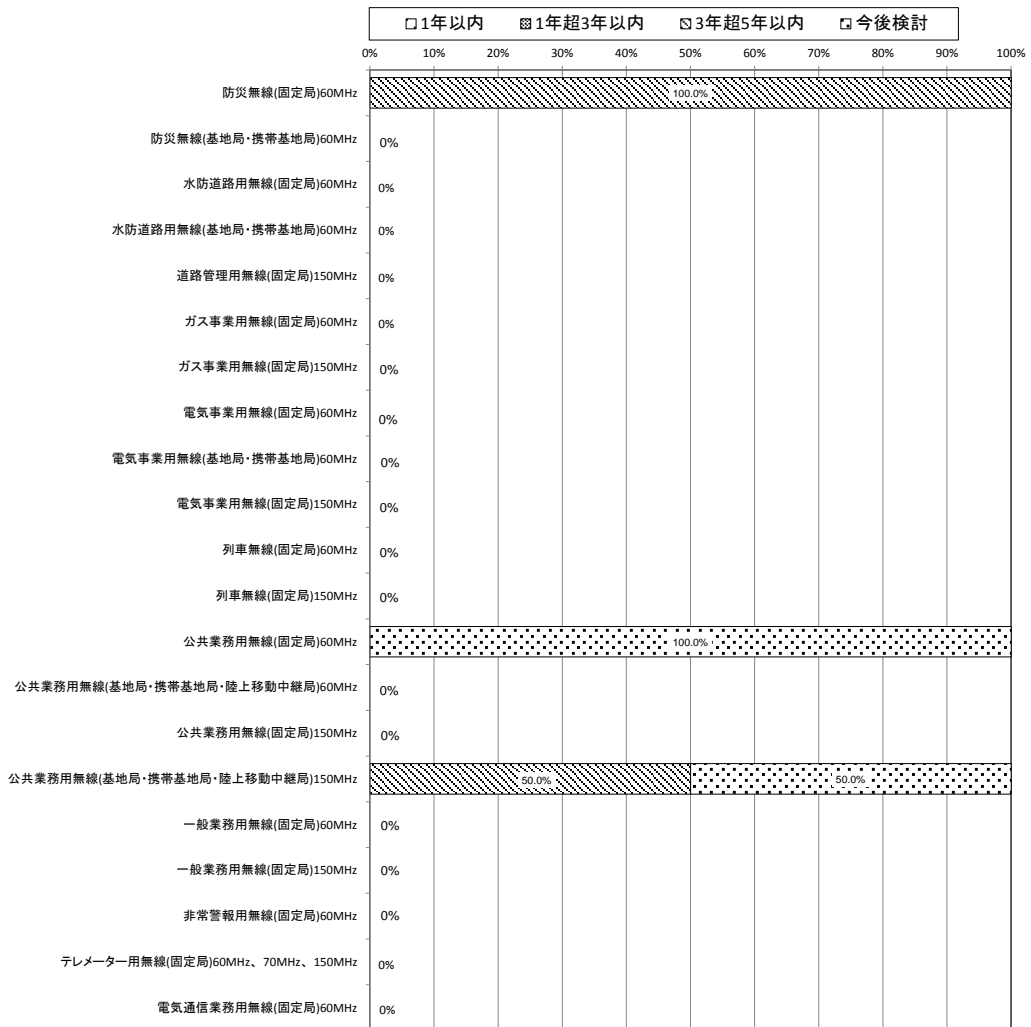 1年以内 1年超3年以内 3年超5年以内 今後検討
0% 10% 20% 30% 40% 50% 60% 70% 80% 90% 100%
防災無線(固定局)60MHz 100.0%
防災無線(基地局・携帯基地局)60MHz 0%
水防道路用無線(固定局)60MHz 0%
水防道路用無線(基地局・携帯基地局)60MHz 0%
道路管理用無線(固定局)150MHz 0%
ガス事業用無線(固定局)60MHz 0%
ガス事業用無線(固定局)150MHz 0%
電気事業用無線(固定局)60MHz 0%
電気事業用無線(基地局・携帯基地局)60MHz 0%
電気事業用無線(固定局)150MHz 0%
列車無線(固定局)60MHz 0%
列車無線(固定局)150MHz 0%
公共業務用無線(固定局)60MHz 100.0%
公共業務用無線(基地局・携帯基地局・陸上移動中継局)60MHz 0%
公共業務用無線(固定局)150MHz 0%
公共業務用無線(基地局・携帯基地局・陸上移動中継局)150MHz 50.0% 50.0%
一般業務用無線(固定局)60MHz 0%
一般業務用無線(固定局)150MHz 0%
非常警報用無線(固定局)60MHz 0%
テレメーター用無線(固定局)60MHz、70MHz、150MHz 0%
電気通信業務用無線(固定局)60MHz 0%